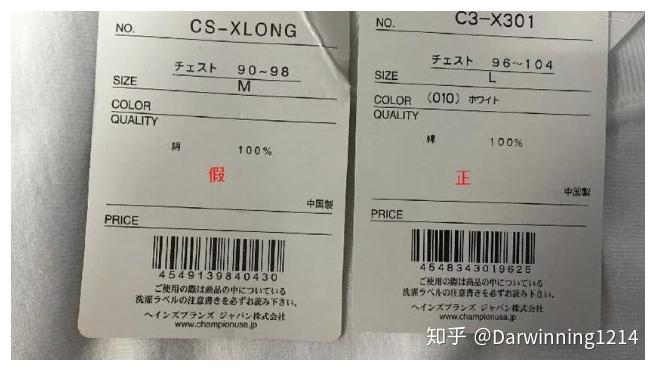 NO. CS-XLONG
チェスト 90~98
SIZE M
COLOR
QUALITY
絹 100%
假
中国製
PRICE
4549139840430
ご使用の際は商品の中についている
洗濯ラベルの注意書きを必ずお読み下さい。
ヘインズブランズ ジャパン株式会社
www.championusa.jp
NO. C3-X301
チェスト 96~104
SIZE L
COLOR (010) ホワイト
QUALITY
綿 100%
正
中国製
PRICE
4548343019625
ご使用の際は商品の中についている
洗濯ラベルの注意書きを必ずお読み下さい。
ヘインズブランズ ジャパン株式会社
www.championusa.jp
知乎 @Darwinning1214